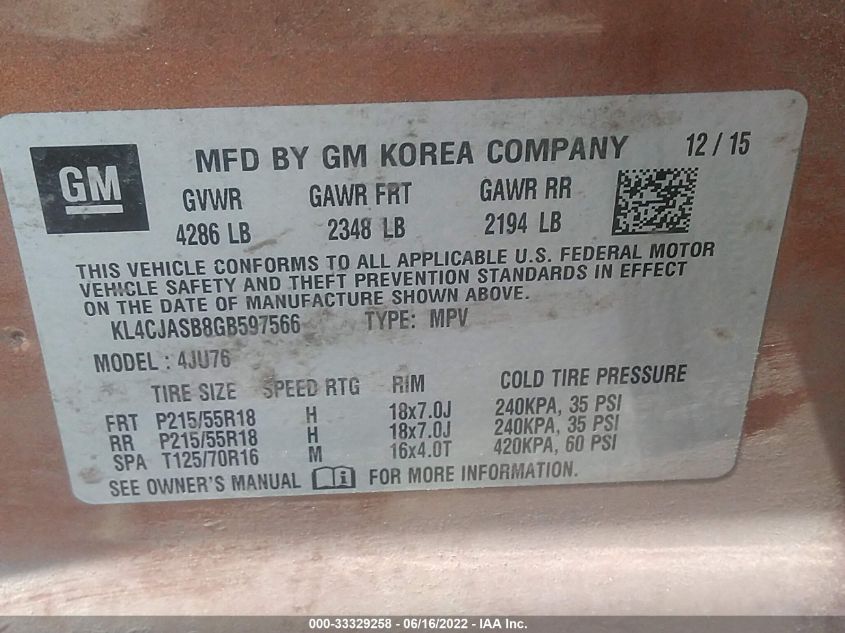 GM
MFD BY GM KOREA COMPANY 12 / 15
GVWR GAWR FRT GAWR RR
4286 LB 2348 LB 2194 LB
THIS VEHICLE CONFORMS TO ALL APPLICABLE U.S. FEDERAL MOTOR
VEHICLE SAFETY AND THEFT PREVENTION STANDARDS IN EFFECT
ON THE DATE OF MANUFACTURE SHOWN ABOVE.
KL4CJASB8GB597566 TYPE: MPV
MODEL : 4JU76
TIRE SIZE SPEED RTG RIM COLD TIRE PRESSURE
FRT P215/55R18 H 18x7.0J 240KPA, 35 PSI
RR P215/55R18 H 18x7.0J 240KPA, 35 PSI
SPA T125/70R16 M 16x4.0T 420KPA, 60 PSI
SEE OWNER'S MANUAL FOR MORE INFORMATION.
000-33329258 - 06/16/2022 - IAA Inc.